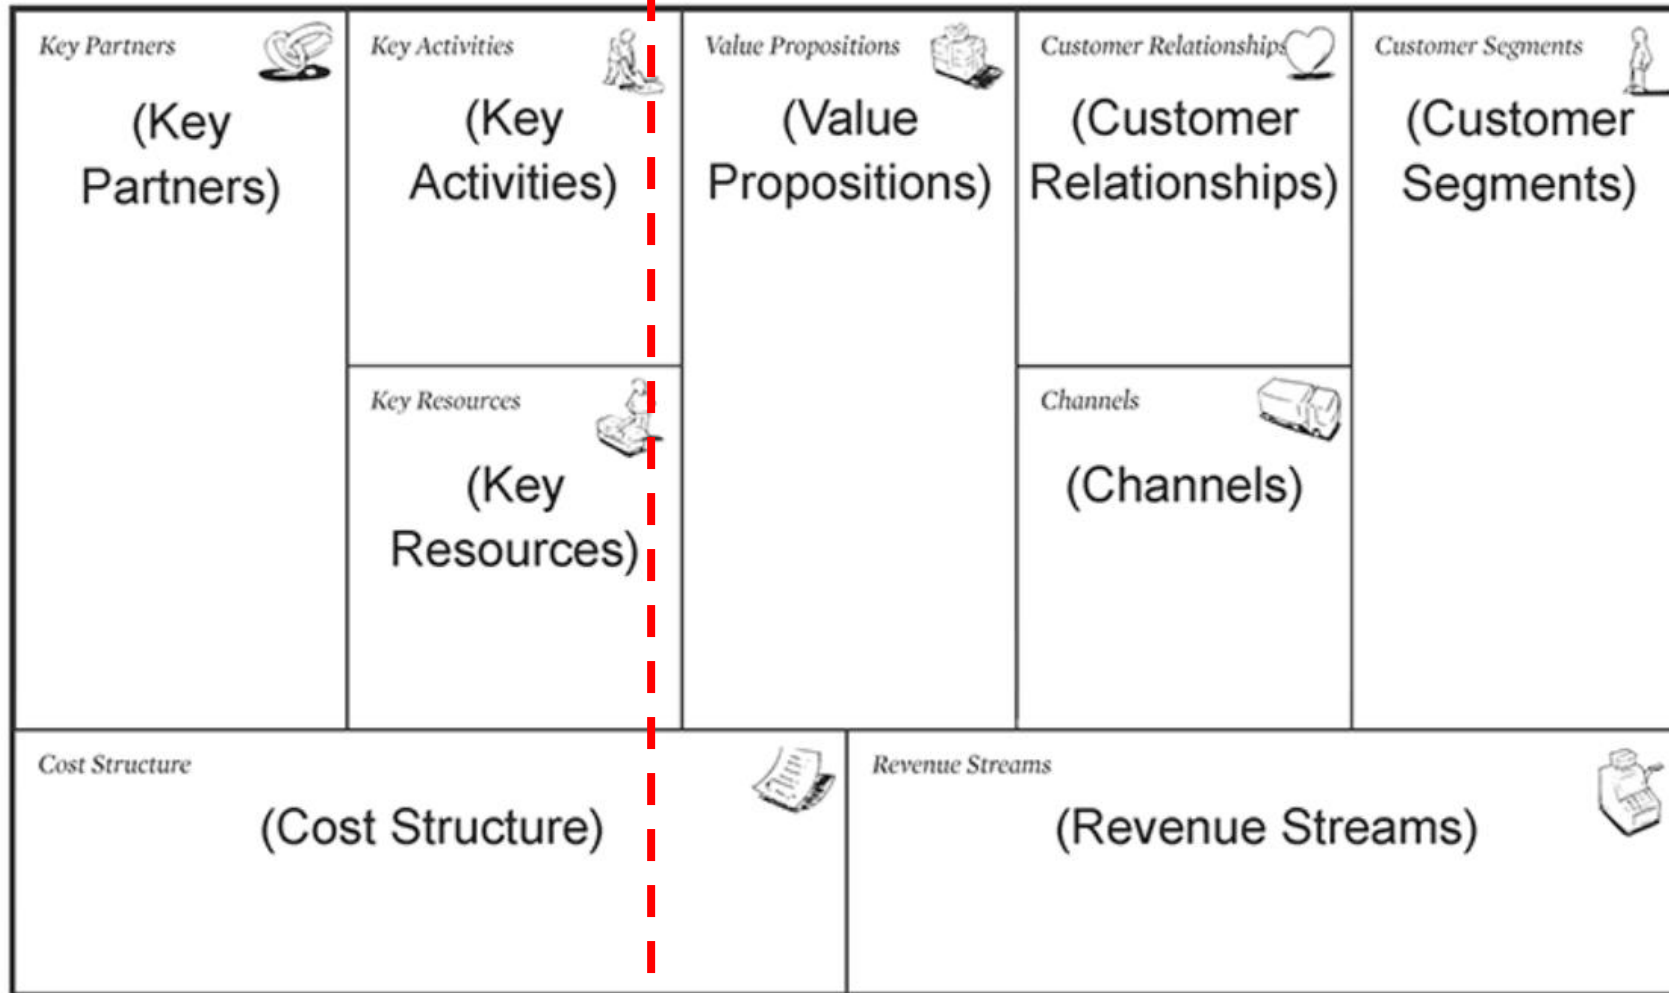 Key Partners
(Key
Partners)
Key Activities
(Key
Activities)
Key Resources
(Key
Resources)
Value Propositions
(Value
Propositions)
Customer Relationships
(Customer
Relationships)
Channels
(Channels)
Customer Segments
(Customer
Segments)
Cost Structure
(Cost Structure)
Revenue Streams
(Revenue Streams)